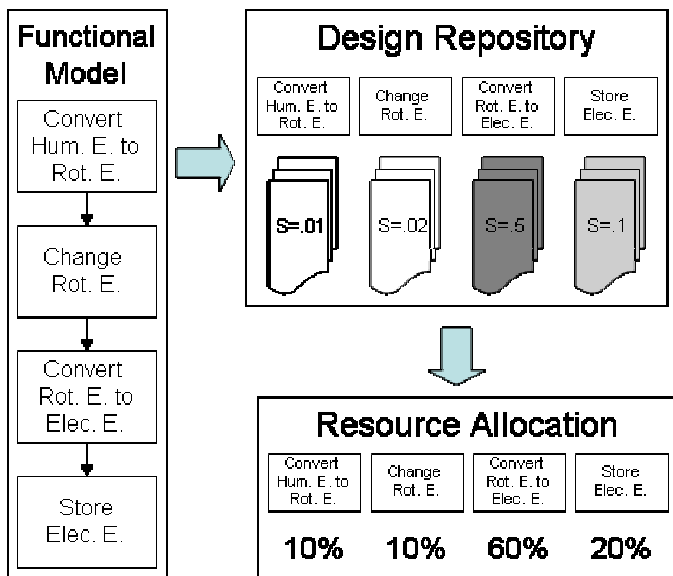 Functional
Model
Convert
Hum. E. to
Rot. E.
Change
Rot. E.
Convert
Rot. E. to
Elec. E.
Store
Elec. E.
Design Repository
Convert
Hum. E. to
Rot. E.
Change
Rot. E.
Convert
Rot. E. to
Elec. E.
Store
Elec. E.
S=.01
S=.02
S=.5
S=.1
Resource Allocation
Convert
Hum. E. to
Rot. E.
Change
Rot. E.
Convert
Rot. E. to
Elec. E.
Store
Elec. E.
10%
10%
60%
20%